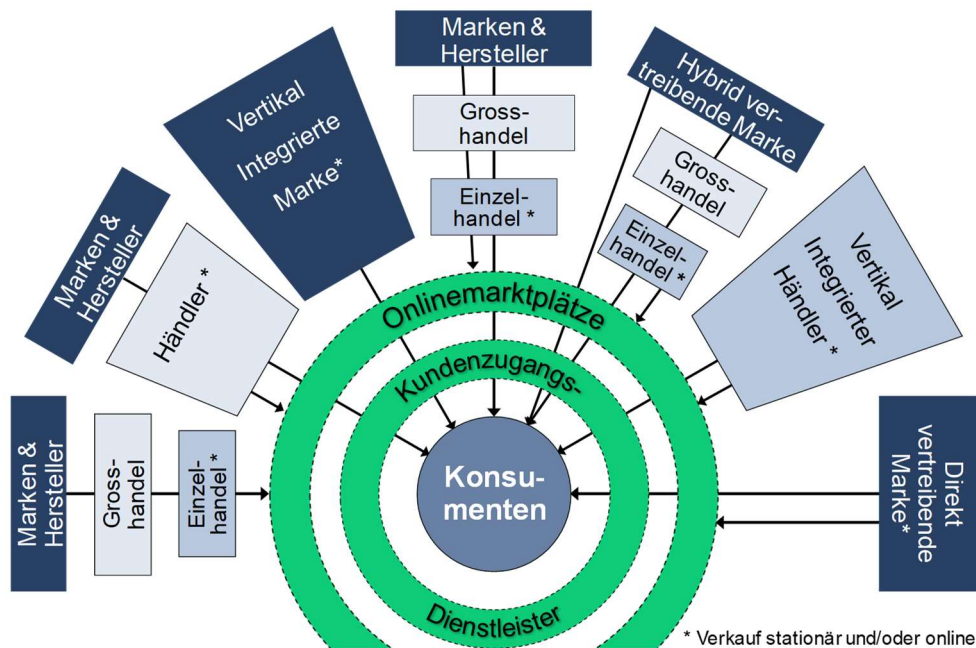 Marken &
Hersteller
Gross-
handel
Einzel-
handel *
Marken &
Hersteller
Händler *
Vertikal
Integrierte
Marke*
Marken &
Hersteller
Gross-
handel
Einzel-
handel *
Hybrid ver-
treibende Marke
Gross-
handel
Einzel-
handel *
Vertikal
Integrierter
Händler *
Direkt
vertreibende
Marke*
Onlinemarktplätze
Kundenzugangs-
Dienstleister
Konsu-
menten
* Verkauf stationär und/oder online